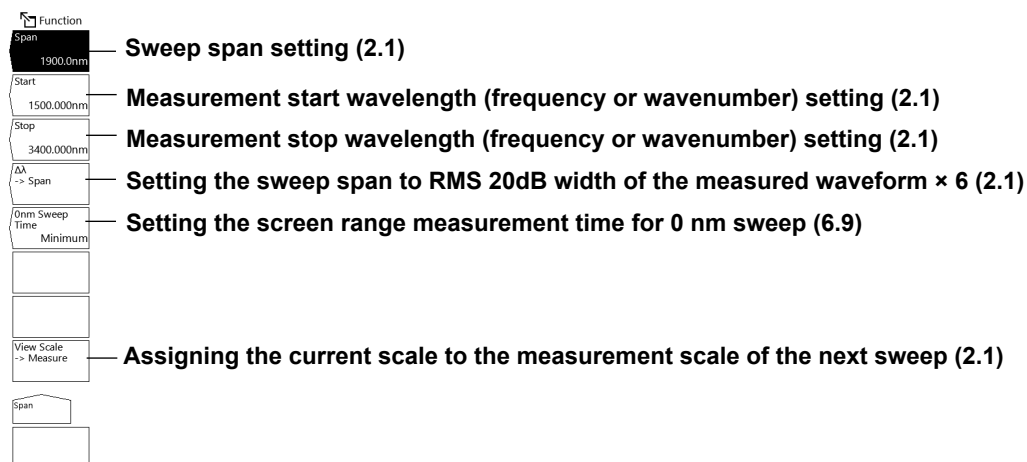 Function
Span
1900.0nm
Sweep span setting (2.1)
Start
1500.000nm
Measurement start wavelength (frequency or wavenumber) setting (2.1)
Stop
3400.000nm
Measurement stop wavelength (frequency or wavenumber) setting (2.1)
Δλ
-> Span
Setting the sweep span to RMS 20dB width of the measured waveform × 6 (2.1)
0nm Sweep
Time
Minimum
Setting the screen range measurement time for 0 nm sweep (6.9)
View Scale
-> Measure
Assigning the current scale to the measurement scale of the next sweep (2.1)
Span